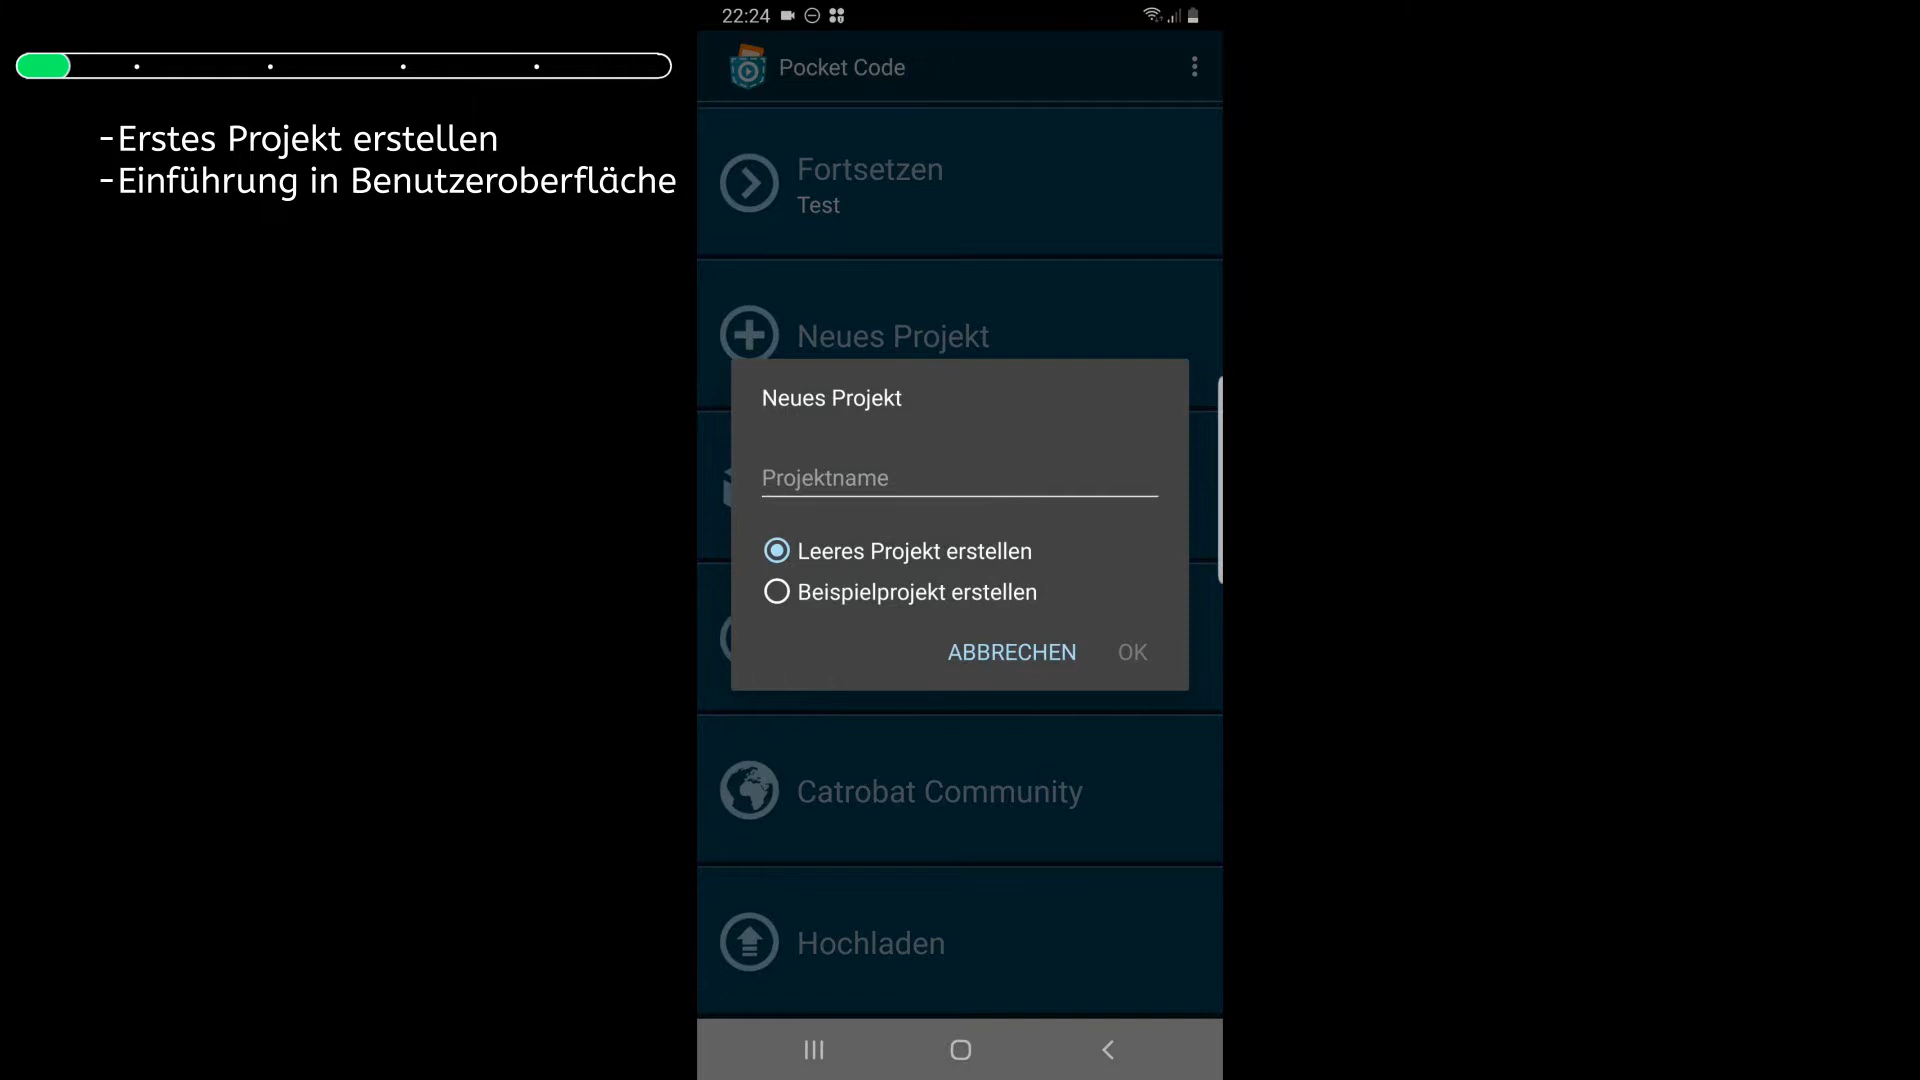 22:24
Pocket Code
-Erstes Projekt erstellen
-Einführung in Benutzeroberfläche
Fortsetzen
Test
Neues Projekt
Neues Projekt
Projektname
Leeres Projekt erstellen
Beispielprojekt erstellen
ABBRECHEN OK
Catrobat Community
Hochladen